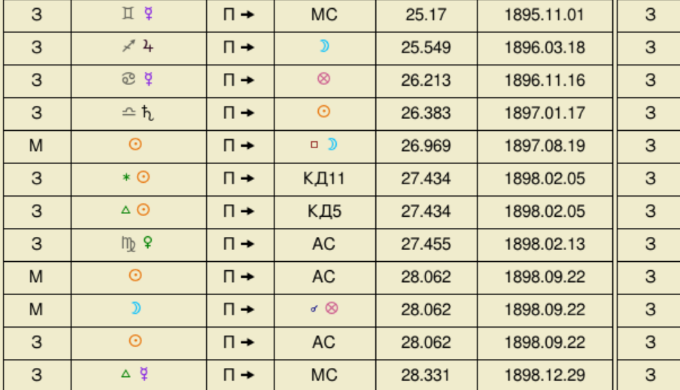 З ♊ ☿ П → МС 25.17 1895.11.01 З
З ♐ ♃ П → ☽ 25.549 1896.03.18 З
З ♋ ☿ П → ⊗ 26.213 1896.11.16 З
З ♎ ♄ П → ☉ 26.383 1897.01.17 З
М ☉ П → □ ☽ 26.969 1897.08.19 З
З ⚹ ☉ П → КД11 27.434 1898.02.05 З
З △ ☉ П → КД5 27.434 1898.02.05 З
З ♍ ♀ П → АС 27.455 1898.02.13 З
М ☉ П → АС 28.062 1898.09.22 З
М ☽ П → ☌ ⊗ 28.062 1898.09.22 З
З ☉ П → АС 28.062 1898.09.22 З
З △ ☿ П → МС 28.331 1898.12.29 З